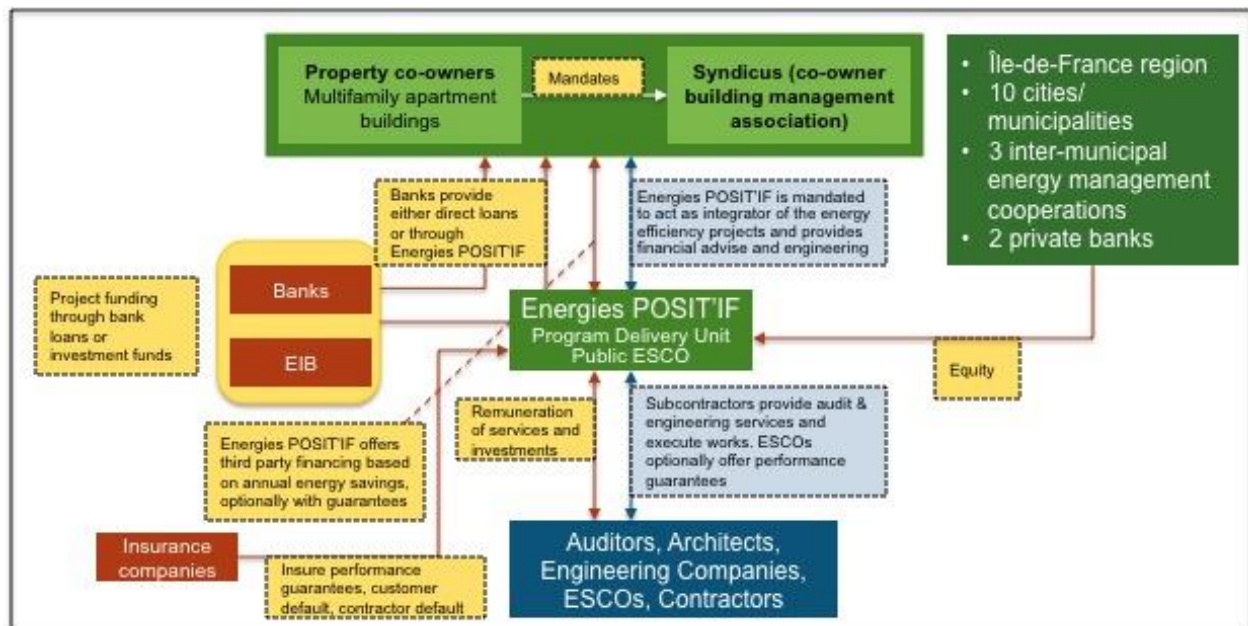 Property co-owners
Multifamily apartment
buildings
Mandates
Syndicus (co-owner
building management
association)
• Île-de-France region
• 10 cities/
municipalities
• 3 inter-municipal
energy management
cooperations
• 2 private banks
Banks provide
either direct loans
or through
Energies POSIT'IF
Energies POSIT'IF is mandated
to act as integrator of the energy
efficiency projects and provides
financial advise and engineering
Project funding
through bank
loans or
investment funds
Banks
EIB
Energies POSIT'IF
Program Delivery Unit
Public ESCO
Equity
Energies POSIT'IF offers
third party financing based
on annual energy savings,
optionally with guarantees
Remuneration
of services and
investments
Subcontractors provide audit &
engineering services and
execute works. ESCOs
optionally offer performance
guarantees
Insurance
companies
Insure performance
guarantees, customer
default, contractor default
Auditors, Architects,
Engineering Companies,
ESCOs, Contractors